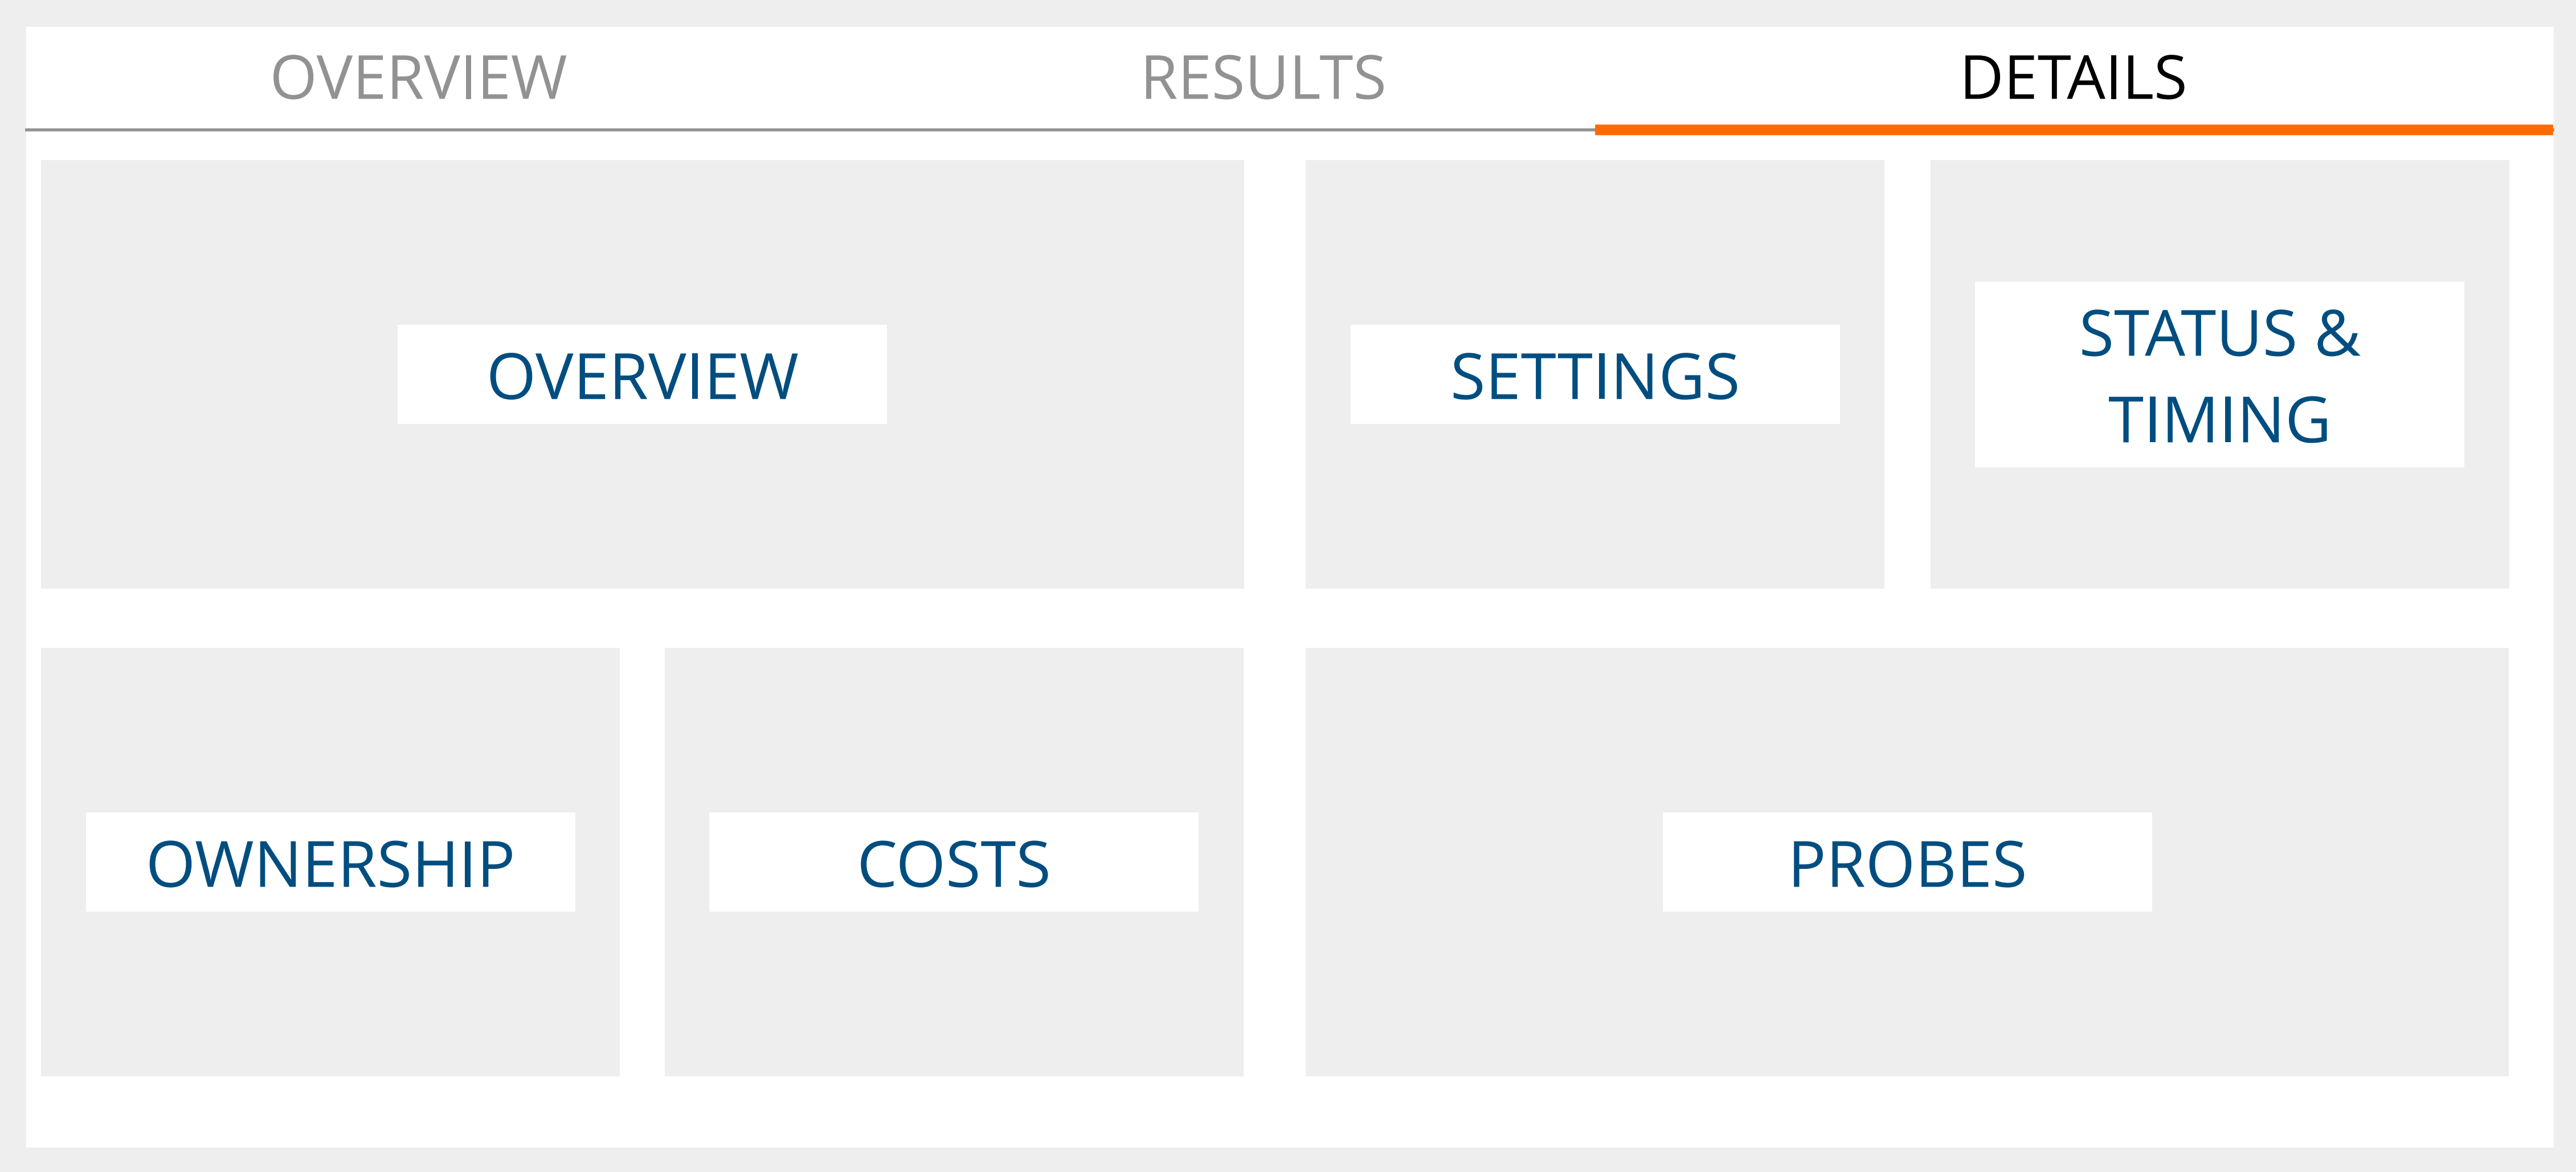 OVERVIEW
RESULTS
DETAILS
OVERVIEW
SETTINGS
STATUS &
TIMING
OWNERSHIP
COSTS
PROBES